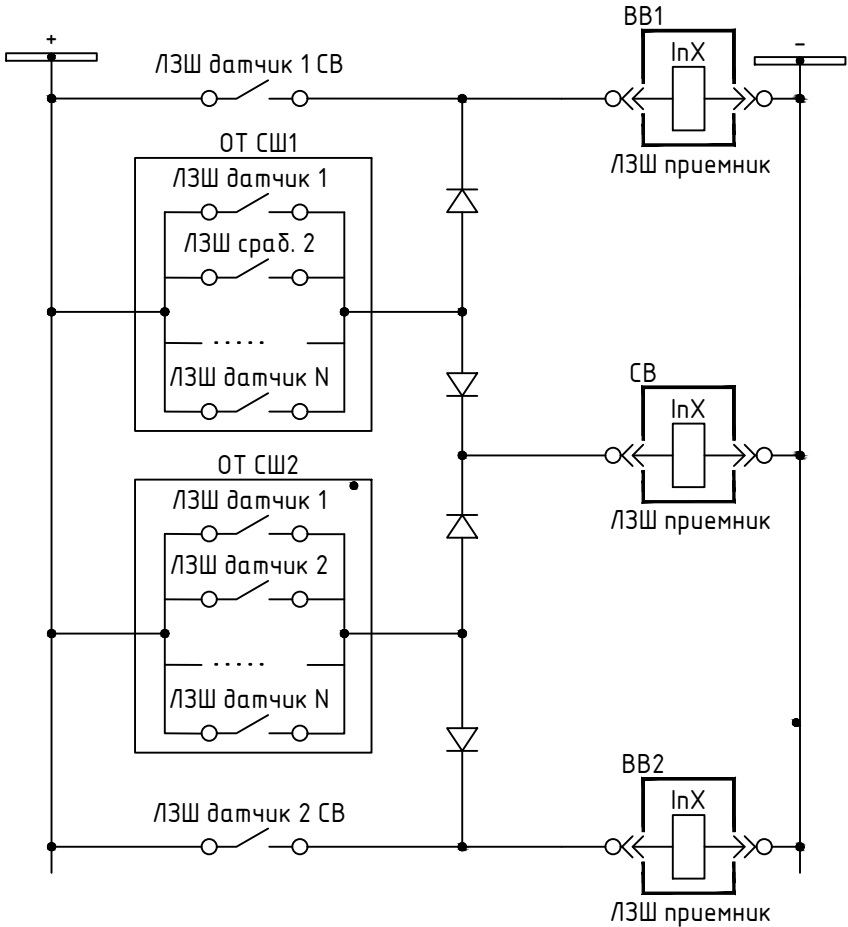 ВВ1
+
InX
-
ЛЗШ датчик 1 СВ
ОТ СШ1
ЛЗШ приемник
ЛЗШ датчик 1
ЛЗШ сраб. 2
СВ
ЛЗШ датчик N
InX
ОТ СШ2
ЛЗШ датчик 1
ЛЗШ приемник
ЛЗШ датчик 2
ЛЗШ датчик N
ВВ2
InX
ЛЗШ датчик 2 СВ
ЛЗШ приемник